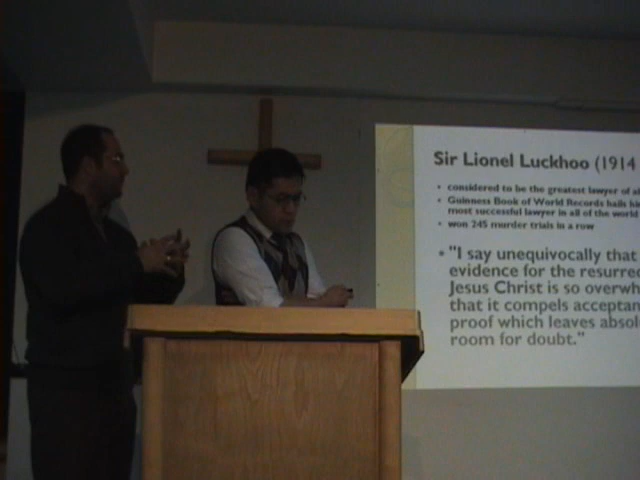 Sir Lionel Luckhoo (1914
• considered to be the greatest lawyer of
• Guinness Book of World Records hails
most successful lawyer in all of the world
• won 245 murder trials in a row
• "I say unequivocally that
evidence for the resurre
Jesus Christ is so overwh
that it compels acceptan
proof which leaves absol
room for doubt."